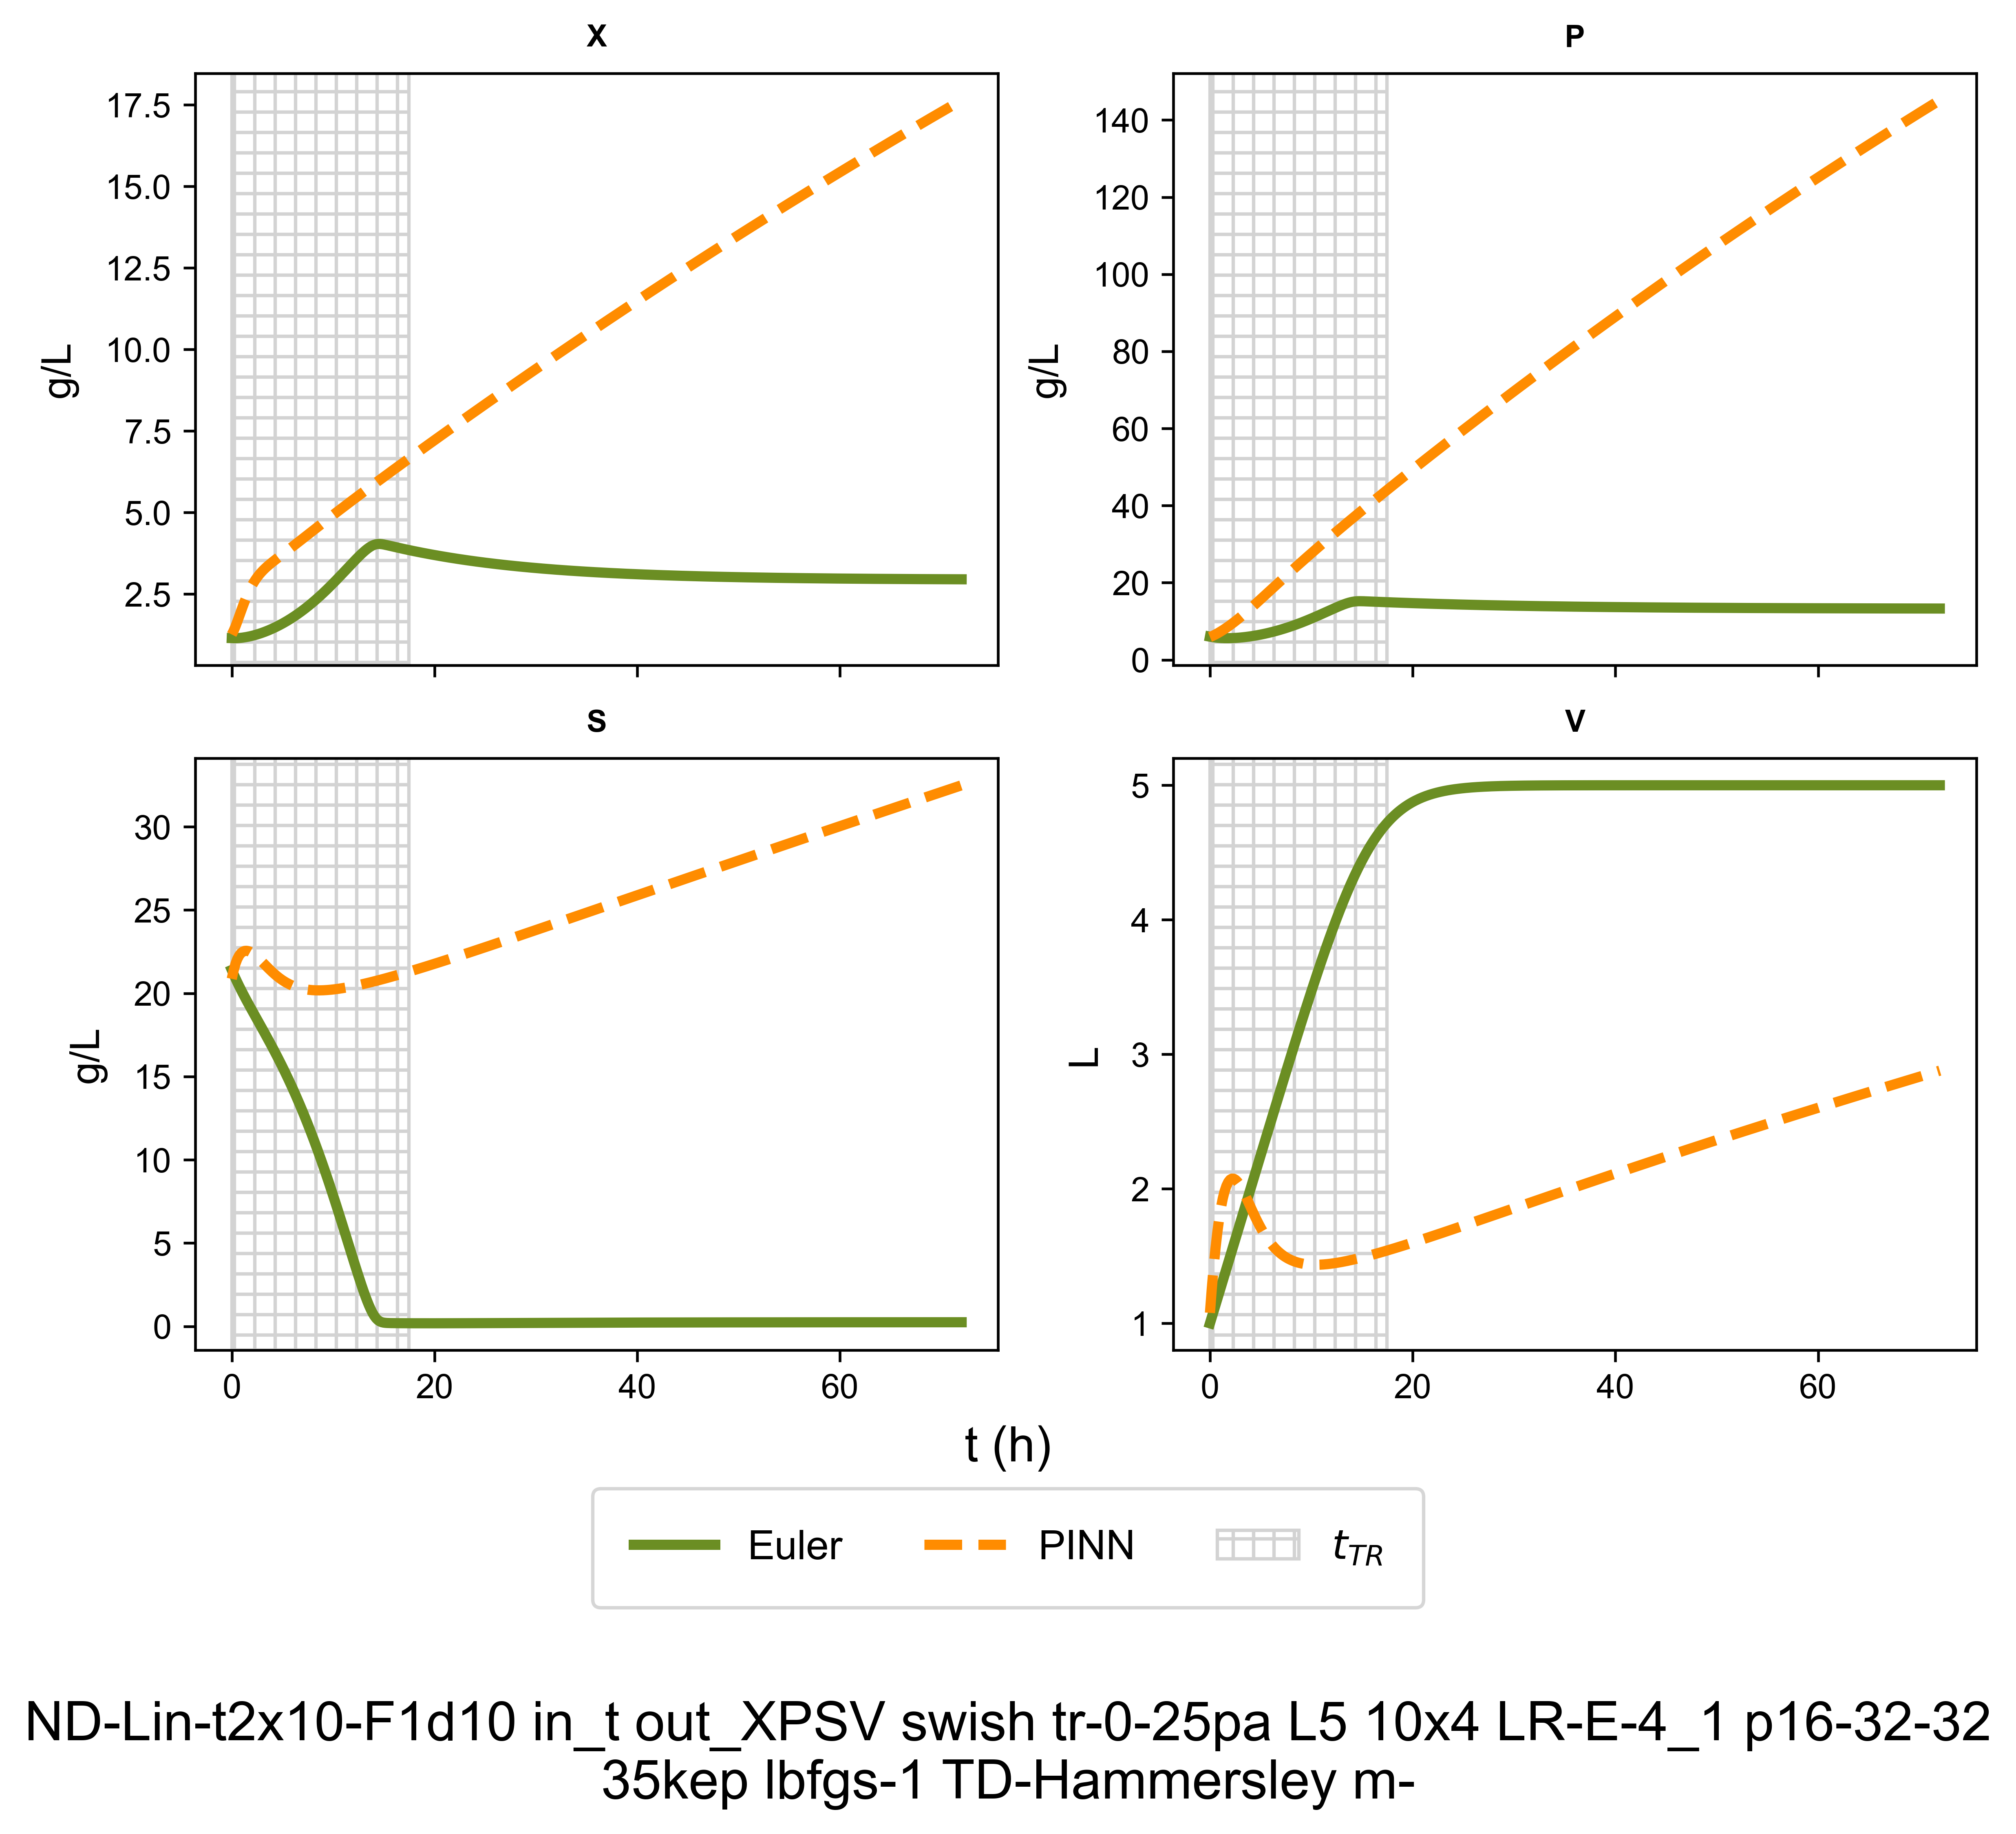 X
P
17.5
15.0
12.5
10.0
7.5
5.0
2.5
g/L
140
120
100
80
60
40
20
0
g/L
S
V
30
25
20
15
10
5
0
g/L
0 20 40 60
5
4
3
2
1
L
0 20 40 60
t (h)
Euler PINN t_TR
ND-Lin-t2x10-F1d10 in_t out_XPSV swish tr-0-25pa L5 10x4 LR-E-4_1 p16-32-32
35kep lbfgs-1 TD-Hammersley m-